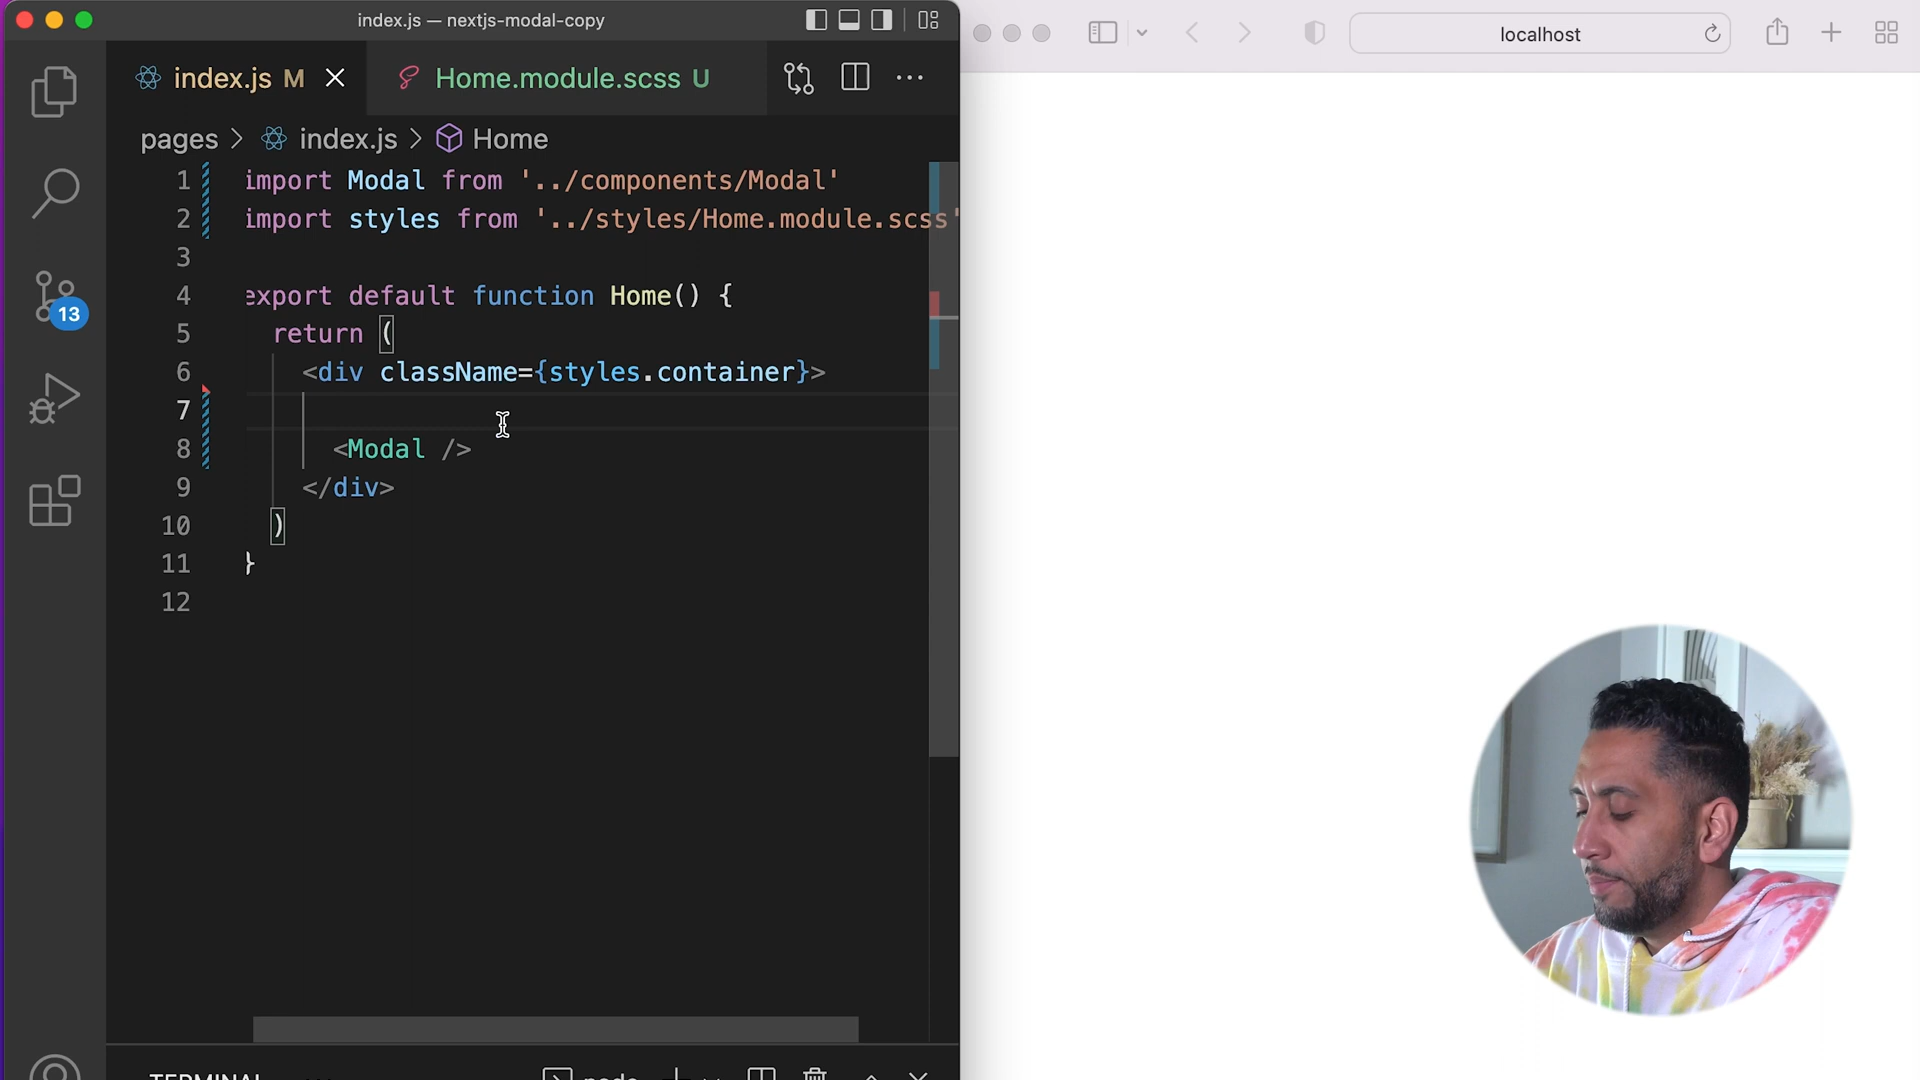 index.js — nextjs-modal-copy
localhost
index.js M
Home.module.scss U
pages > index.js > Home
1 import Modal from '../components/Modal'
2 import styles from '../styles/Home.module.scss'
3
4 export default function Home() {
5 return (
6 <div className={styles.container}>
7
8 <Modal />
9 </div>
10 )
11 }
12
13
TERMINAL
node